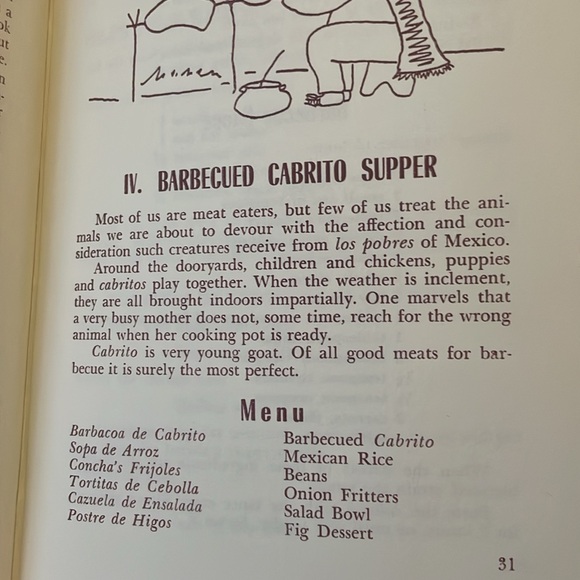 a
ok
ut
e.
n
IV. BARBECUED CABRITO SUPPER
Most of us are meat eaters, but few of us treat the ani-
mals we are about to devour with the affection and con-
sideration such creatures receive from los pobres of Mexico.
Around the dooryards, children and chickens, puppies
and cabritos play together. When the weather is inclement,
they are all brought indoors impartially. One marvels that
a very busy mother does not, some time, reach for the wrong
animal when her cooking pot is ready.
Cabrito is very young goat. Of all good meats for bar-
becue it is surely the most perfect.
Menu
Barbacoa de Cabrito Barbecued Cabrito
Sopa de Arroz Mexican Rice
Concha's Frijoles Beans
Tortitas de Cebolla Onion Fritters
Cazuela de Ensalada Salad Bowl
Postre de Higos Fig Dessert
31